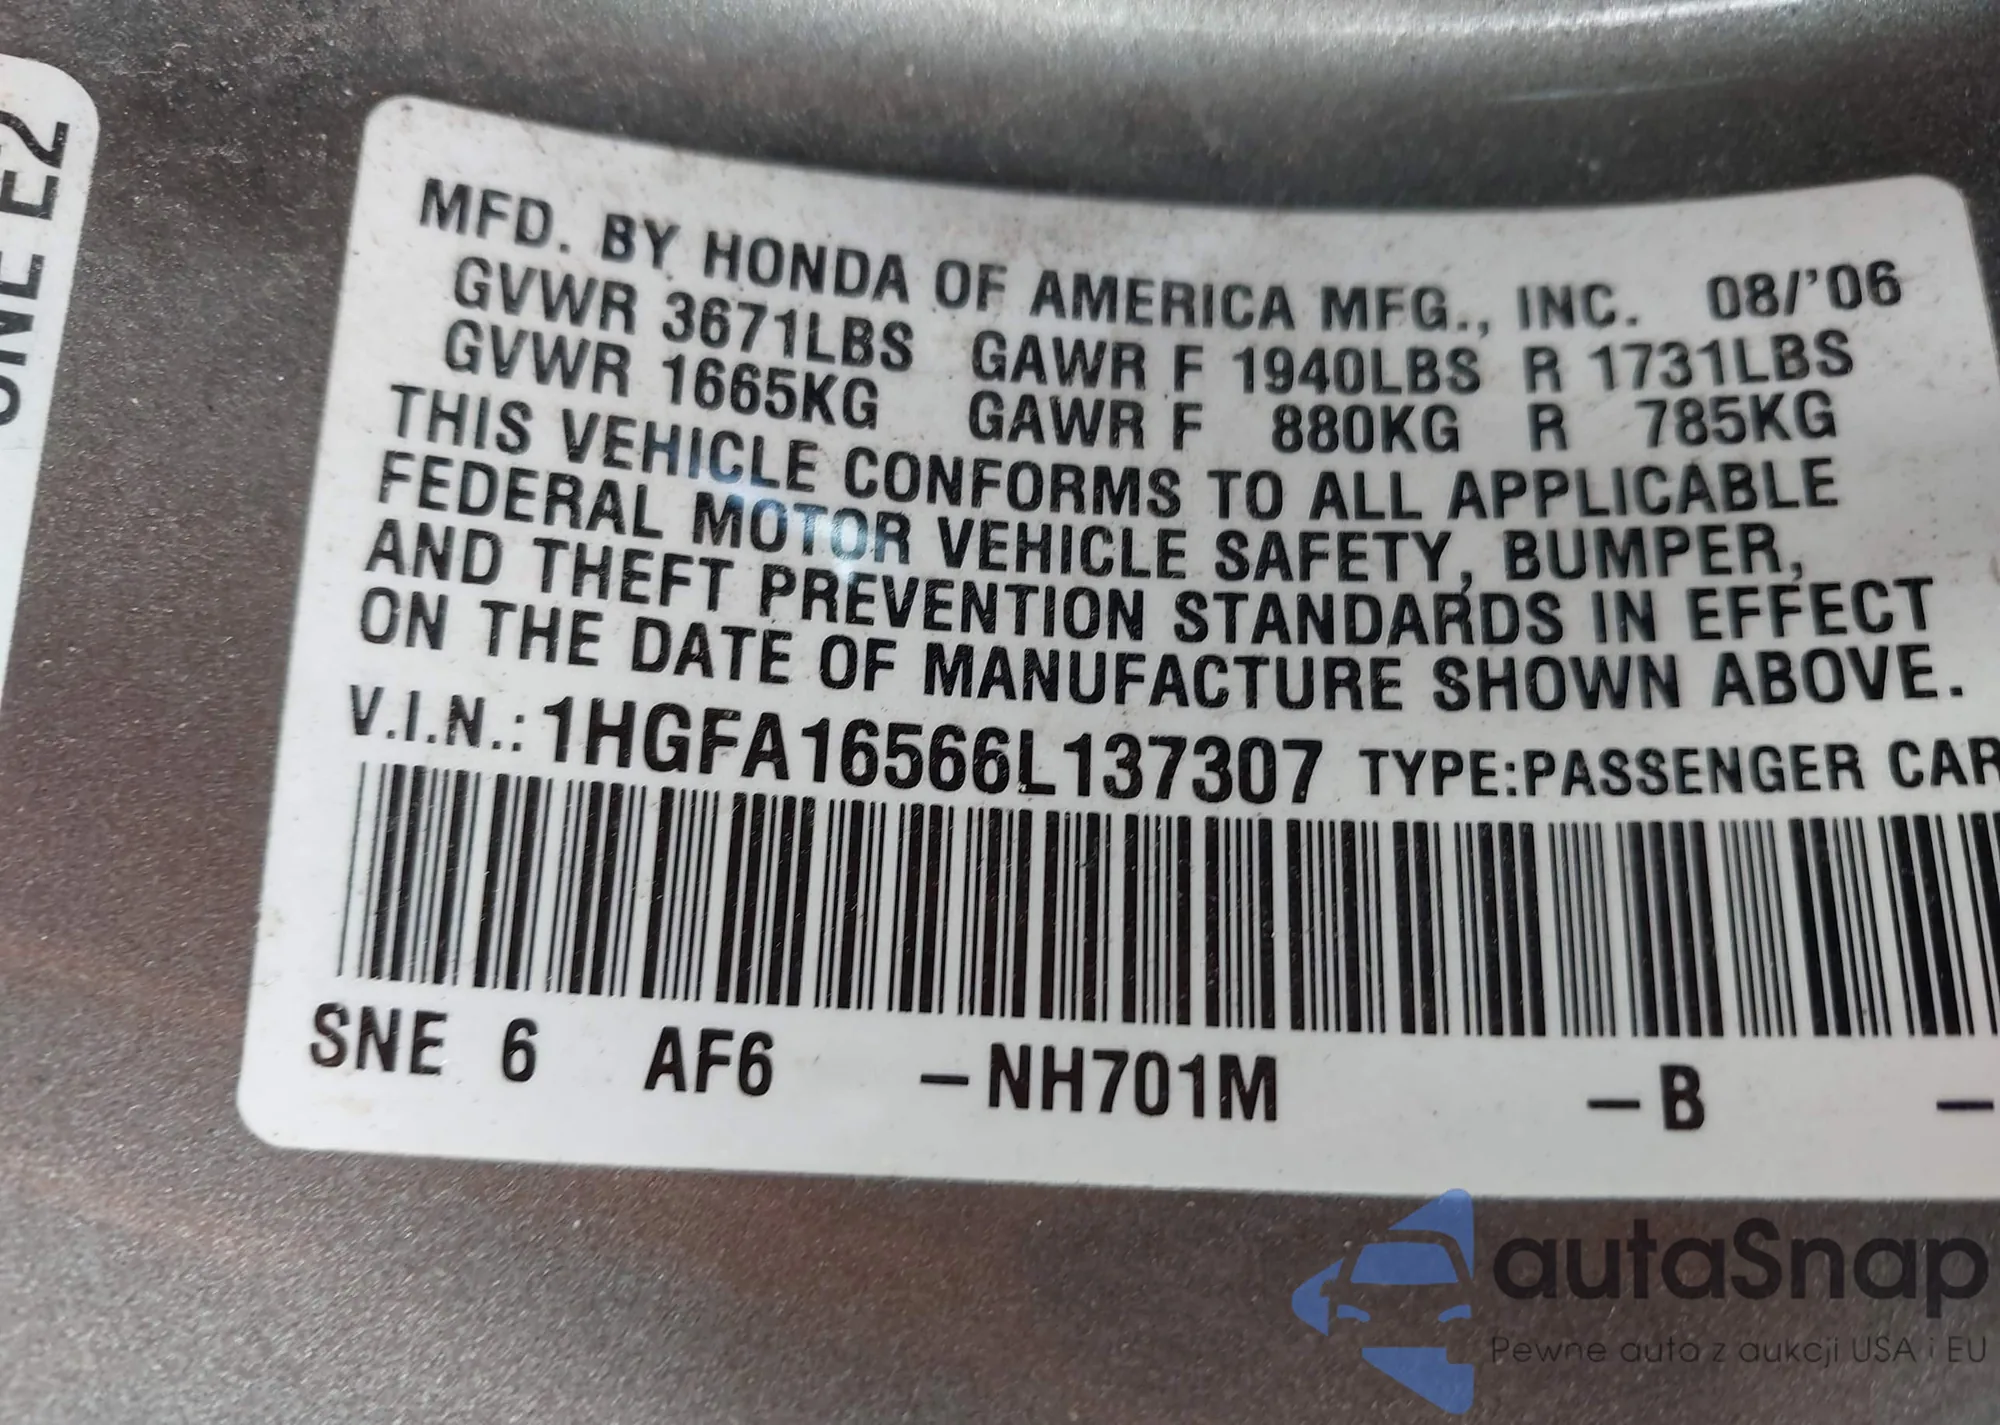 SNE E2
MFD. BY HONDA OF AMERICA MFG., INC. 08/'06
GVWR 3671LBS GAWR F 1940LBS R 1731LBS
GVWR 1665KG GAWR F 880KG R 785KG
THIS VEHICLE CONFORMS TO ALL APPLICABLE
FEDERAL MOTOR VEHICLE SAFETY, BUMPER,
AND THEFT PREVENTION STANDARDS IN EFFECT
ON THE DATE OF MANUFACTURE SHOWN ABOVE.
V.I.N.: 1HGFA16566L137307 TYPE:PASSENGER CAR
SNE 6 AF6 –NH701M –B –
autaSnap
Pewne auta z aukcji USA i EU